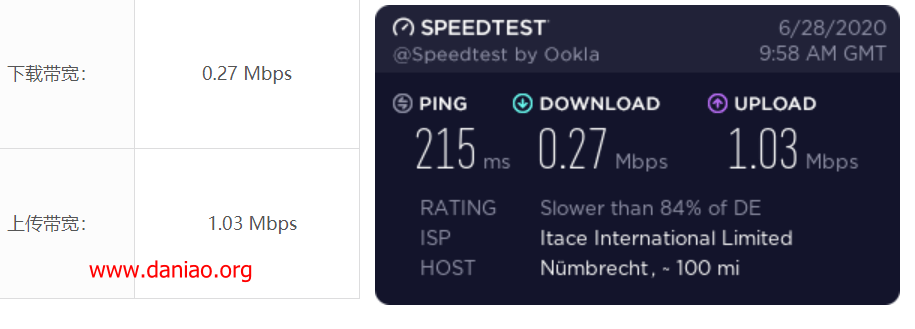 下载带宽：
0.27 Mbps
上传带宽：
1.03 Mbps
www.daniao.org
SPEEDTEST
6/28/2020
@Speedtest by Ookla
9:58 AM GMT
PING
DOWNLOAD
UPLOAD
215 ms
0.27 Mbps
1.03 Mbps
RATING
Slower than 84% of DE
ISP
Itace International Limited
HOST
Nümbrecht, ~ 100 mi